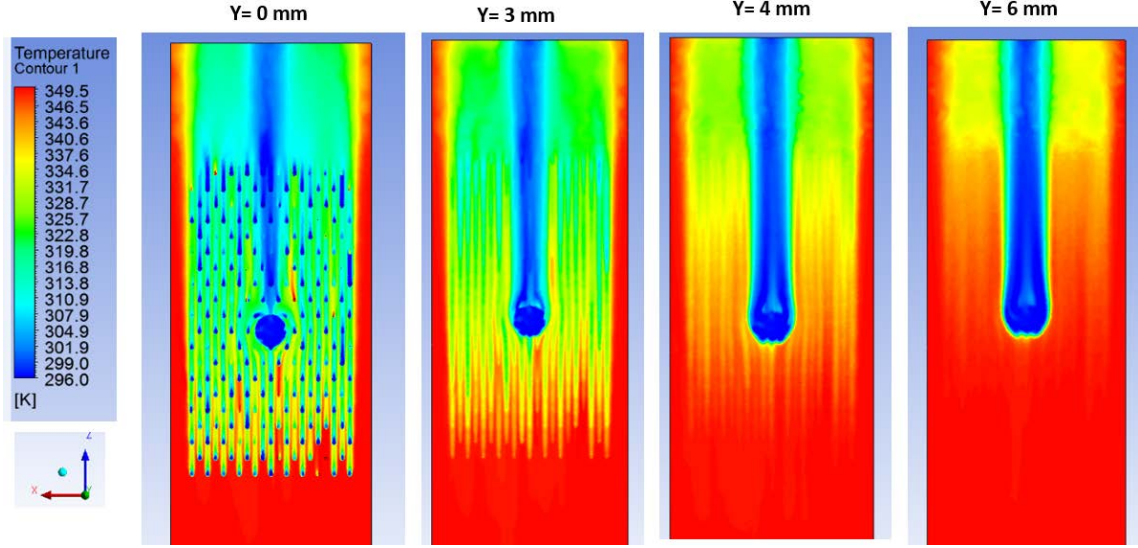 Y= 0 mm
Y= 3 mm
Y= 4 mm
Y= 6 mm
Temperature
Contour 1
349.5
346.5
343.6
340.6
337.6
334.6
331.7
328.7
325.7
322.8
319.8
316.8
313.8
310.9
307.9
304.9
301.9
299.0
296.0
[K]
Z
X
Y